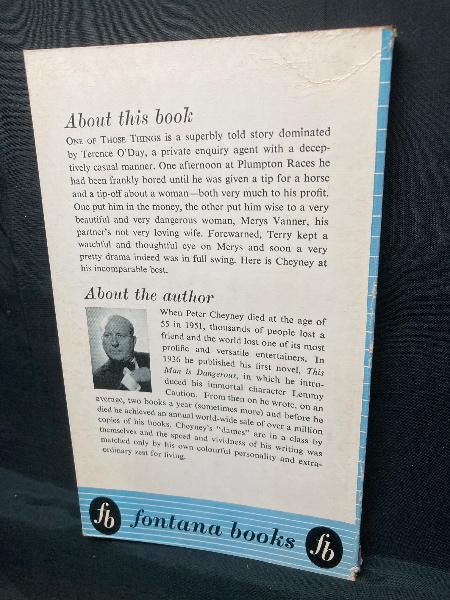 About this book
ONE OF THOSE THINGS is a superbly told story dominated
by Terence O'Day, a private enquiry agent with a decep-
tively casual manner. One afternoon at Plumpton Races he
had been frankly bored until he was given a tip for a horse
and a tip-off about a woman—both very much to his profit.
One put him in the money, the other put him wise to a very
beautiful and very dangerous woman, Merys Vanner, his
partner's not very loving wife. Forewarned, Terry kept a
watchful and thoughtful eye on Merys and soon a very
pretty drama indeed was in full swing. Here is Cheyney at
his incomparable best.
About the author
When Peter Cheyney died at the age of
55 in 1951, thousands of people lost a
friend and the world lost one of its most
prolific and versatile entertainers. In
1936 he published his first novel, This
Man is Dangerous, in which he intro-
duced his immortal character Lemmy
Caution. From then on he wrote, on an
average, two books a year (sometimes more) and before he
died he achieved an annual world-wide sale of over a million
copies of his books. Cheyney's "dames" are in a class by
themselves and the speed and vividness of his writing was
matched only by his own colourful personality and extra-
ordinary zest for living.
fb fontana books fb